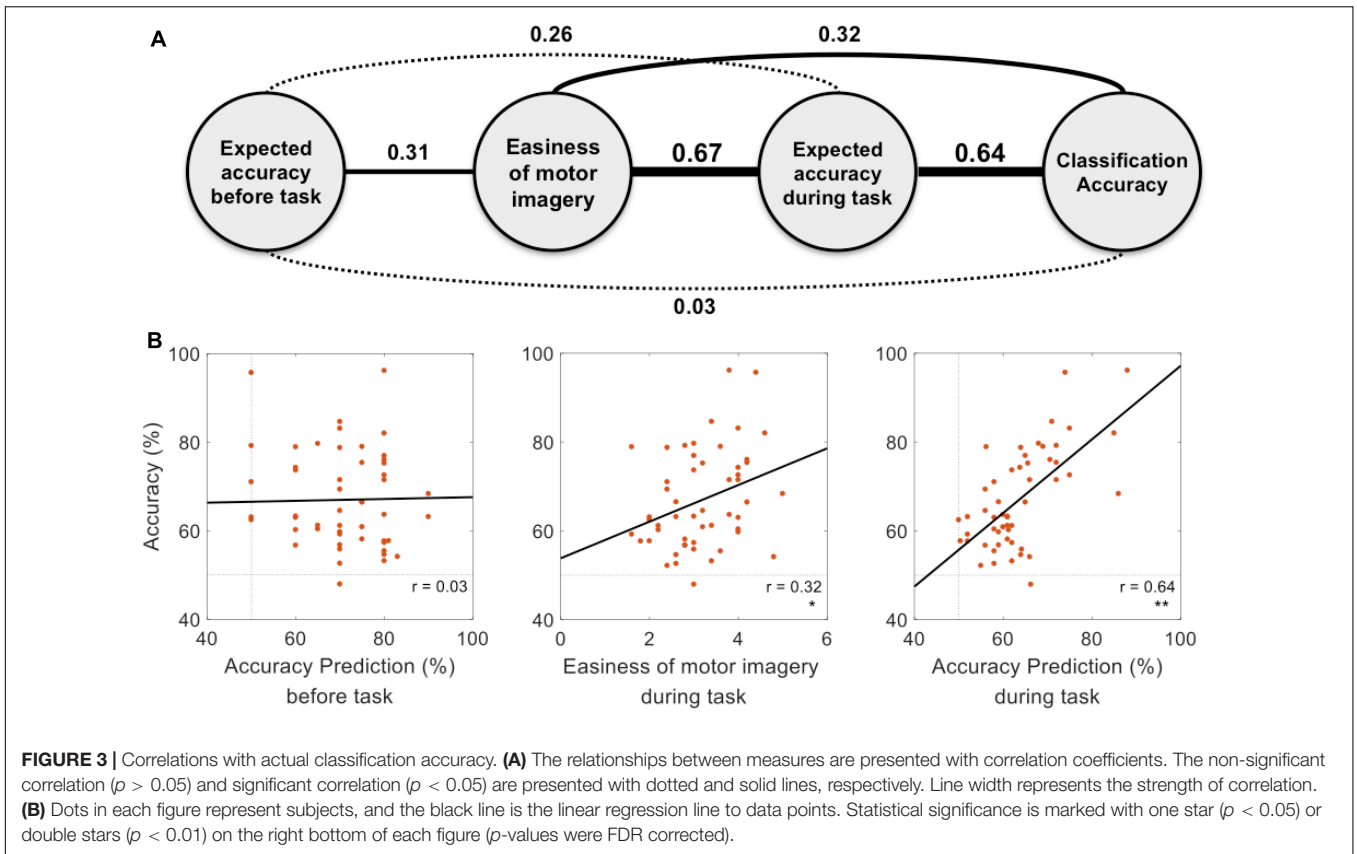 A
0.26
0.32
Expected
accuracy
before task
0.31
Easiness
of motor
imagery
0.67
Expected
accuracy
during task
0.64
Classification
Accuracy
0.03
B
Accuracy (%)
100
80
60
40
r = 0.03
40
60
80
100
Accuracy Prediction (%)
before task
100
80
60
40
r = 0.32
*
0
2
4
6
Easiness of motor imagery
during task
100
80
60
40
r = 0.64
**
40
60
80
100
Accuracy Prediction (%)
during task
FIGURE 3 | Correlations with actual classification accuracy. (A) The relationships between measures are presented with correlation coefficients. The non-significant
correlation (p > 0.05) and significant correlation (p < 0.05) are presented with dotted and solid lines, respectively. Line width represents the strength of correlation.
(B) Dots in each figure represent subjects, and the black line is the linear regression line to data points. Statistical significance is marked with one star (p < 0.05) or
double stars (p < 0.01) on the right bottom of each figure (p-values were FDR corrected).